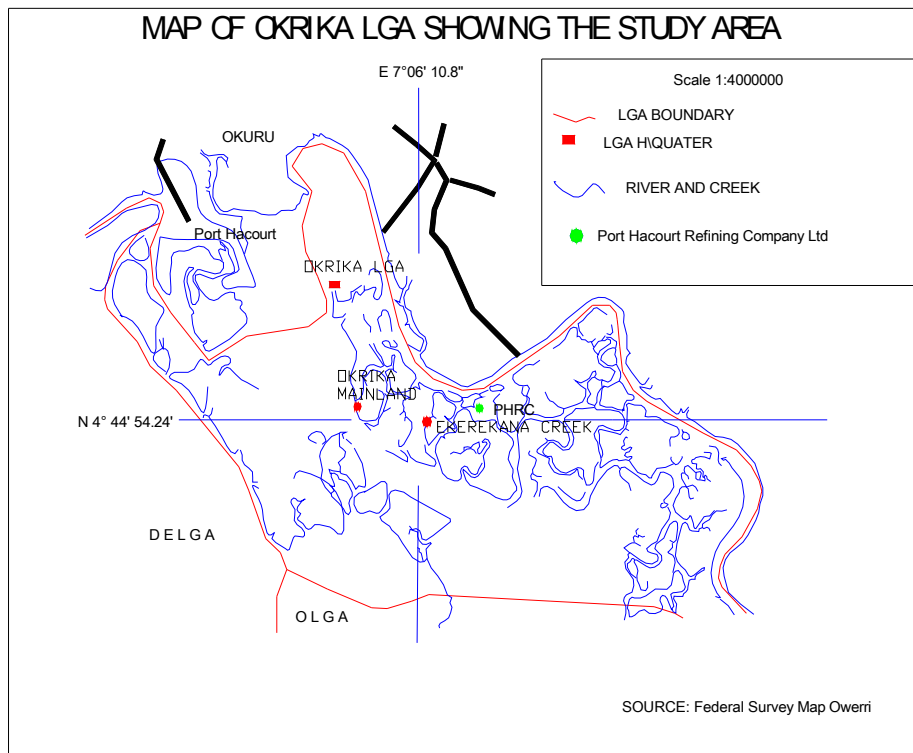 MAP OF OKRIKA LGA SHOWING THE STUDY AREA
E 7°06' 10.8"
Scale 1:4000000
LGA BOUNDARY
LGA H\QUATER
RIVER AND CREEK
Port Hacourt Refining Company Ltd
OKURU
Port Hacourt
OKRIKA LGA
OKRIKA
MAINLAND
PHRC
N 4° 44' 54.24'
EKEREKANA CREEK
DELGA
OLGA
SOURCE: Federal Survey Map Owerri